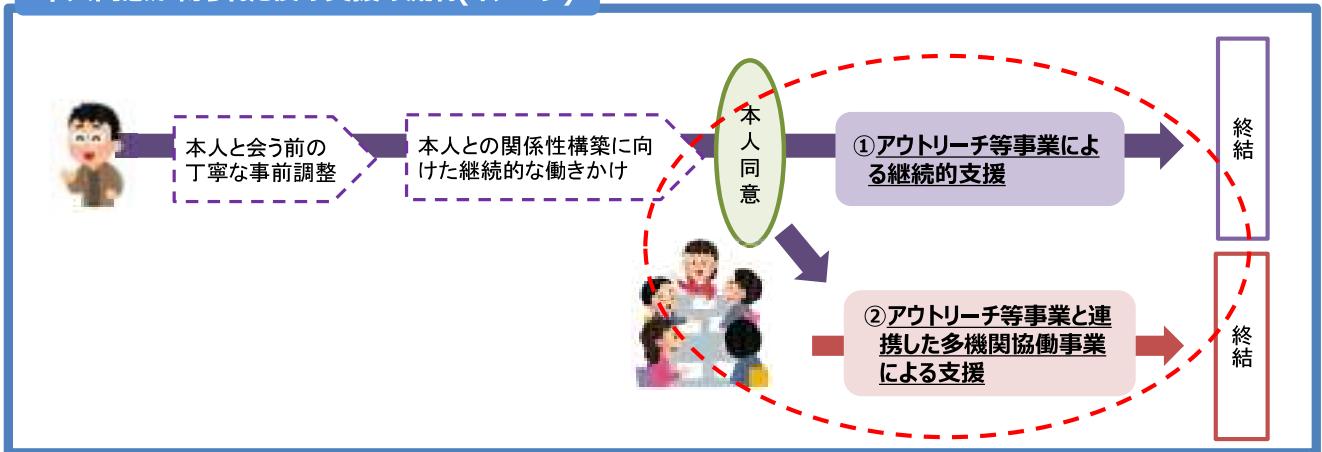 本人と会う前の
丁寧な事前調整
本人との関係性構築に向
けた継続的な働きかけ
本人同意
①アウトリーチ等事業によ
る継続的支援
終結
②アウトリーチ等事業と連
携した多機関協働事業
による支援
終結